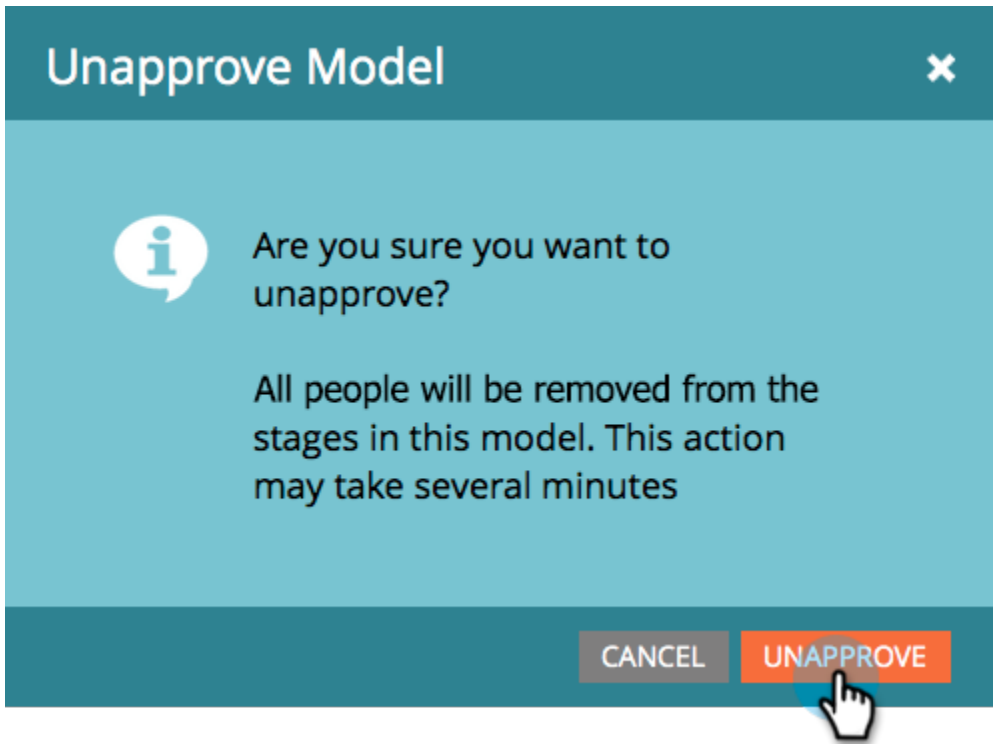 Unapprove Model
Are you sure you want to
unapprove?
All people will be removed from the
stages in this model. This action
may take several minutes
CANCEL
UNAPPROVE